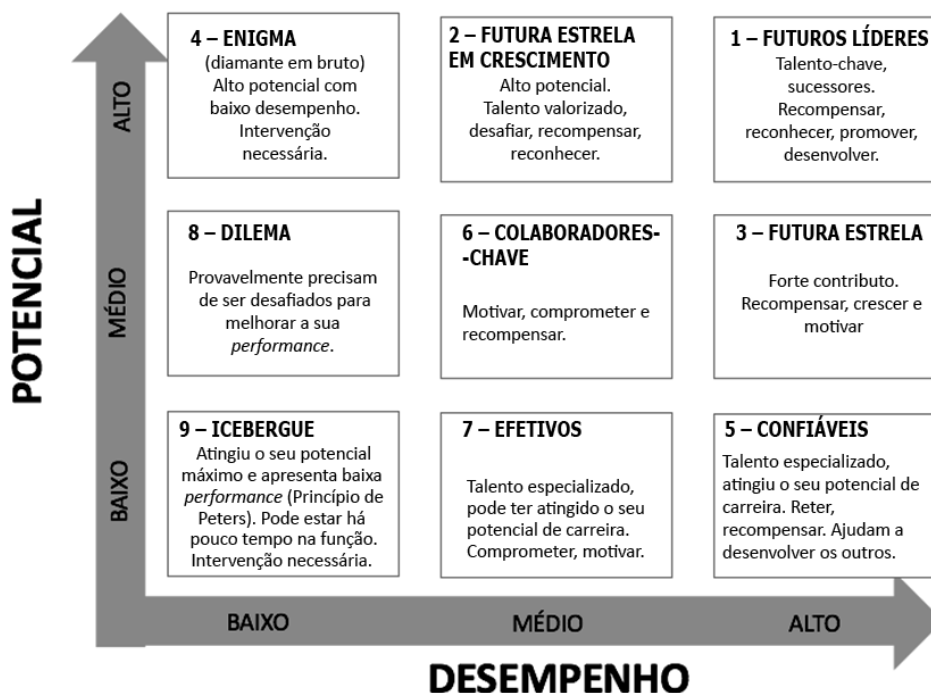 POTENCIAL
ALTO
MÉDIO
BAIXO
4 – ENIGMA
(diamante em bruto)
Alto potencial com
baixo desempenho.
Intervenção
necessária.
2 – FUTURA ESTRELA
EM CRESCIMENTO
Alto potencial.
Talento valorizado,
desafiar, recompensar,
reconhecer.
1 – FUTUROS LÍDERES
Talento-chave,
sucessores.
Recompensar,
reconhecer, promover,
desenvolver.
8 – DILEMA
Provavelmente precisam
de ser desafiados para
melhorar a sua
performance.
6 – COLABORADORES-
-CHAVE
Motivar, comprometer e
recompensar.
3 – FUTURA ESTRELA
Forte contributo.
Recompensar, crescer e
motivar
9 – ICEBERGUE
Atingiu o seu potencial
máximo e apresenta baixa
performance (Princípio de
Peters). Pode estar há
pouco tempo na função.
Intervenção necessária.
7 – EFETIVOS
Talento especializado,
pode ter atingido o seu
potencial de carreira.
Comprometer, motivar.
5 – CONFIÁVEIS
Talento especializado,
atingiu o seu potencial de
carreira. Reter,
recompensar. Ajudam a
desenvolver os outros.
BAIXO
MÉDIO
ALTO
DESEMPENHO